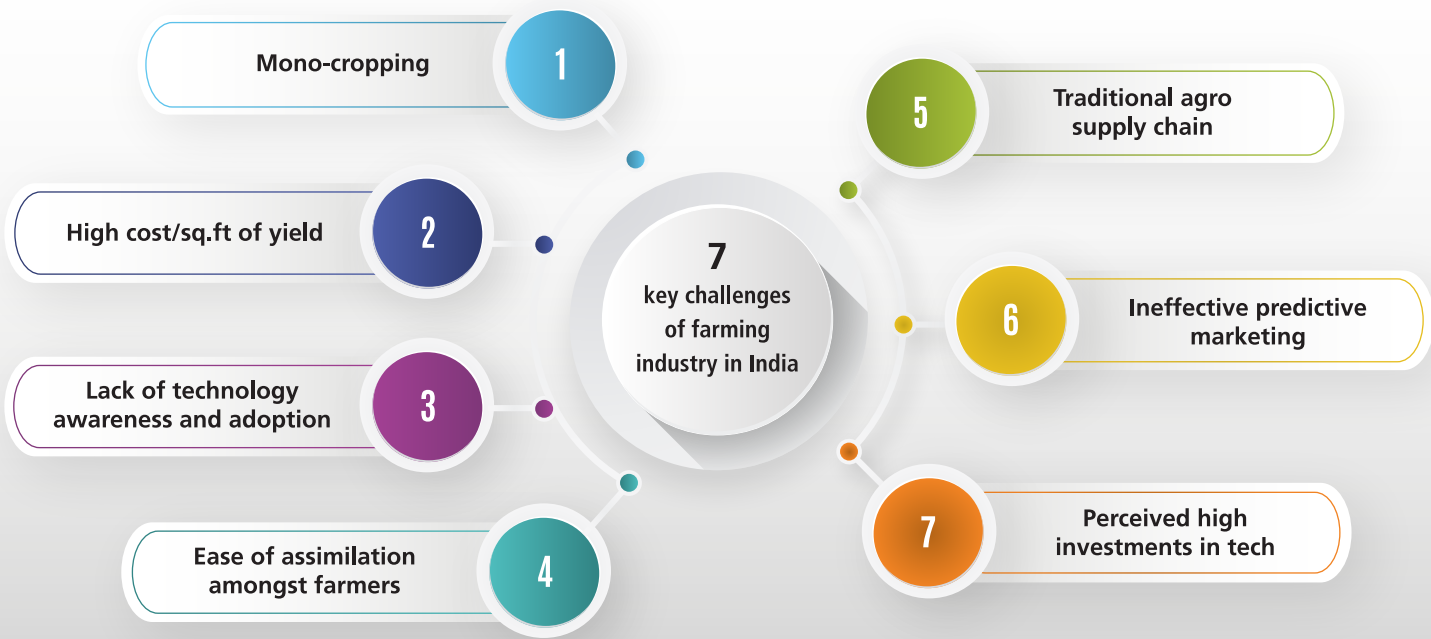 7
key challenges
of farming
industry in India
1
Mono-cropping
2
High cost/sq.ft of yield
3
Lack of technology
awareness and adoption
4
Ease of assimilation
amongst farmers
5
Traditional agro
supply chain
6
Ineffective predictive
marketing
7
Perceived high
investments in tech